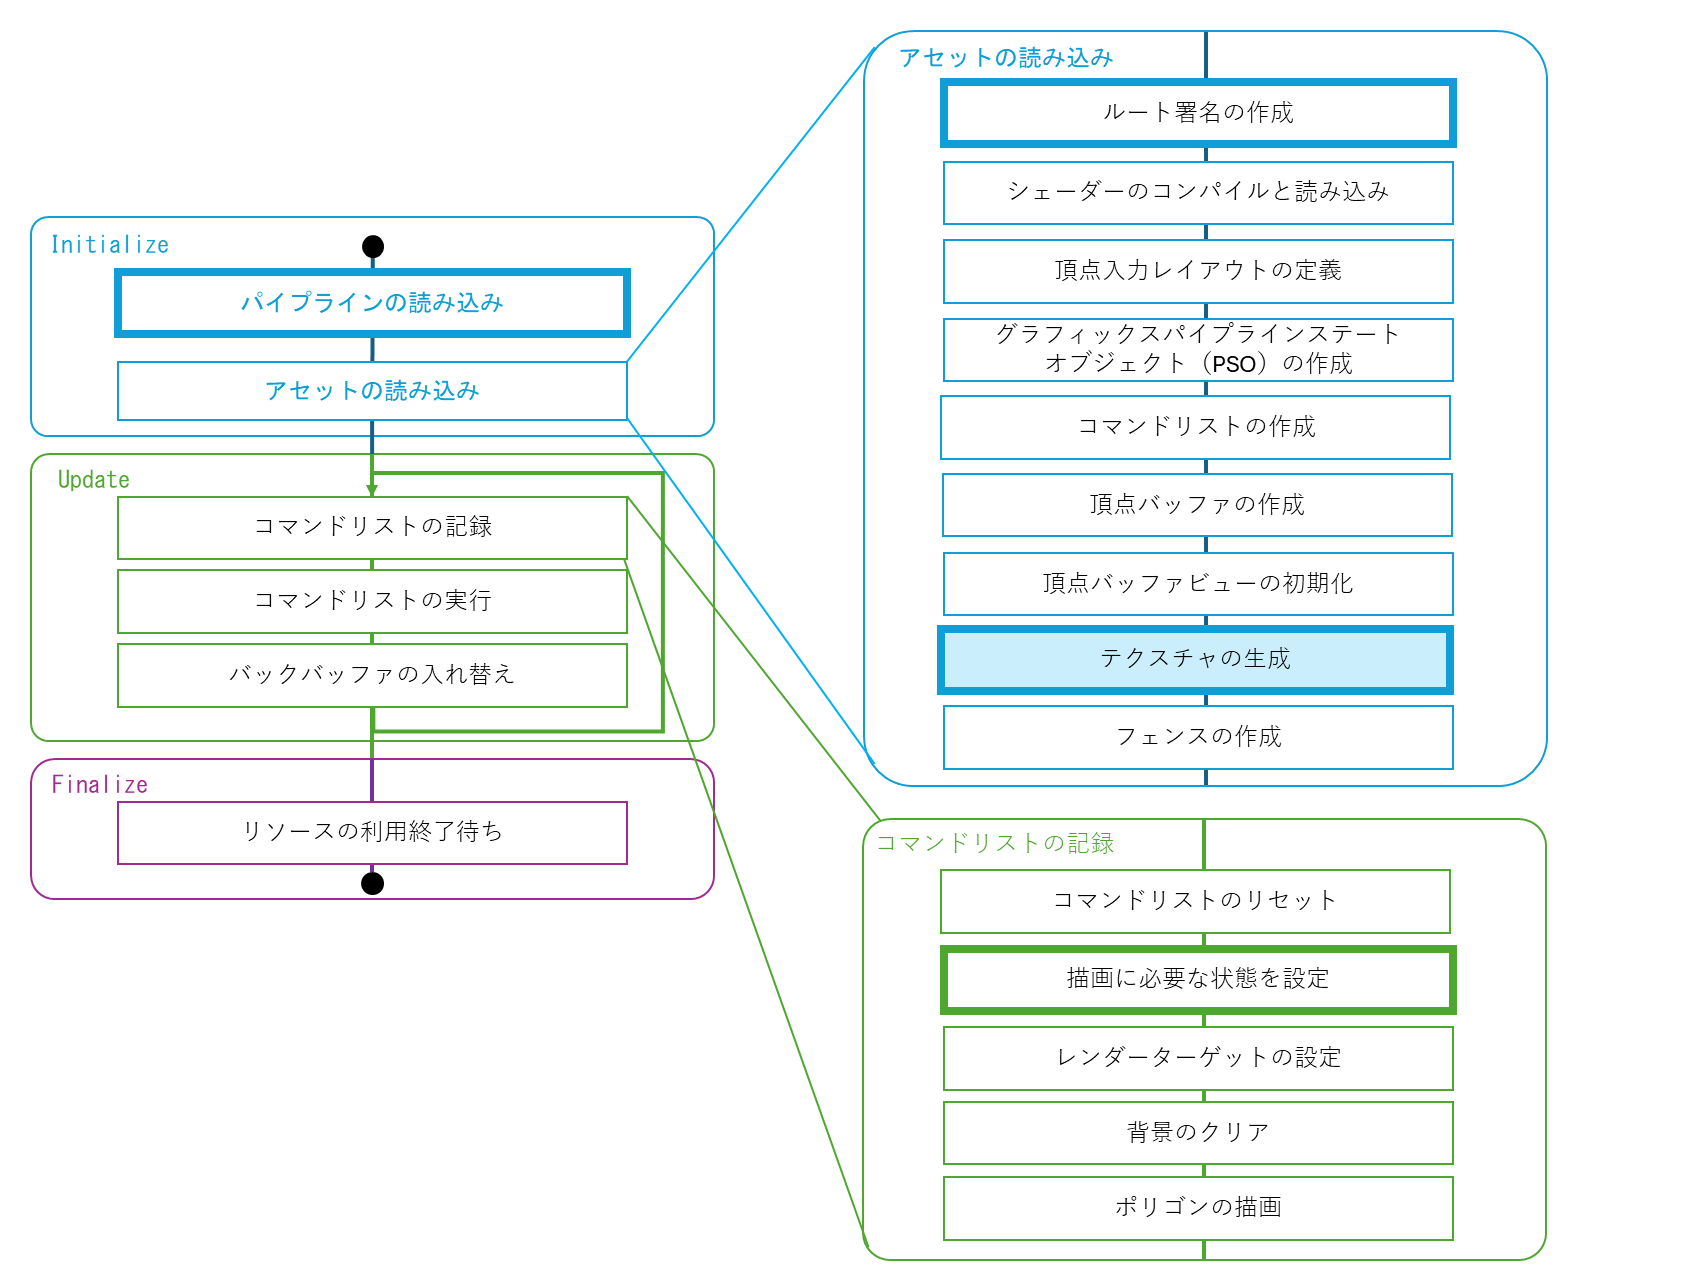 Initialize
パイプラインの読み込み
アセットの読み込み
Update
コマンドリストの記録
コマンドリストの実行
バックバッファの入れ替え
Finalize
リソースの利用終了待ち
アセットの読み込み
ルート署名の作成
シェーダーのコンパイルと読み込み
頂点入力レイアウトの定義
グラフィックスパイプラインステート
オブジェクト（PSO）の作成
コマンドリストの作成
頂点バッファの作成
頂点バッファビューの初期化
テクスチャの生成
フェンスの作成
コマンドリストの記録
コマンドリストのリセット
描画に必要な状態を設定
レンダーターゲットの設定
背景のクリア
ポリゴンの描画